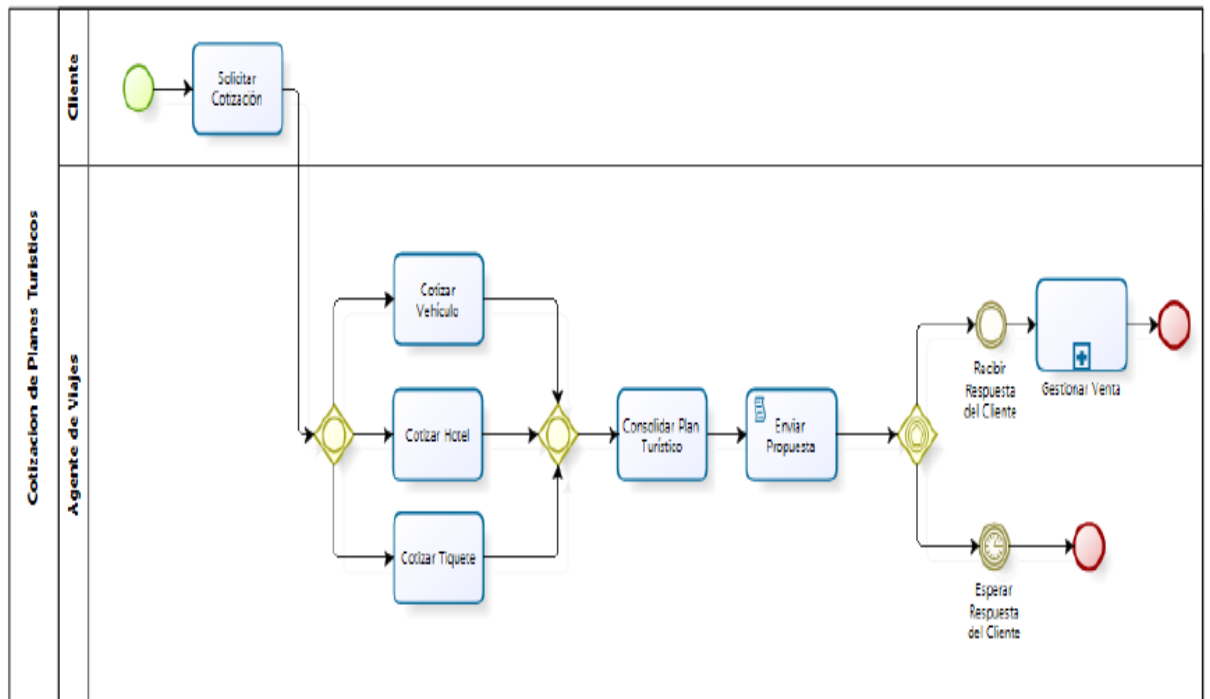 Cotizacion de Planes Turisticos
Cliente
Solicitar
Cotización
Agente de Viajes
Cotizar
Vehículo
Cotizar Hotel
Cotizar Tiquete
Consolidar Plan
Turístico
Enviar
Propuesta
Racibir
Respuesta
del Cliente
Gestionar Venta
Esperar
Respuesta
del Cliente